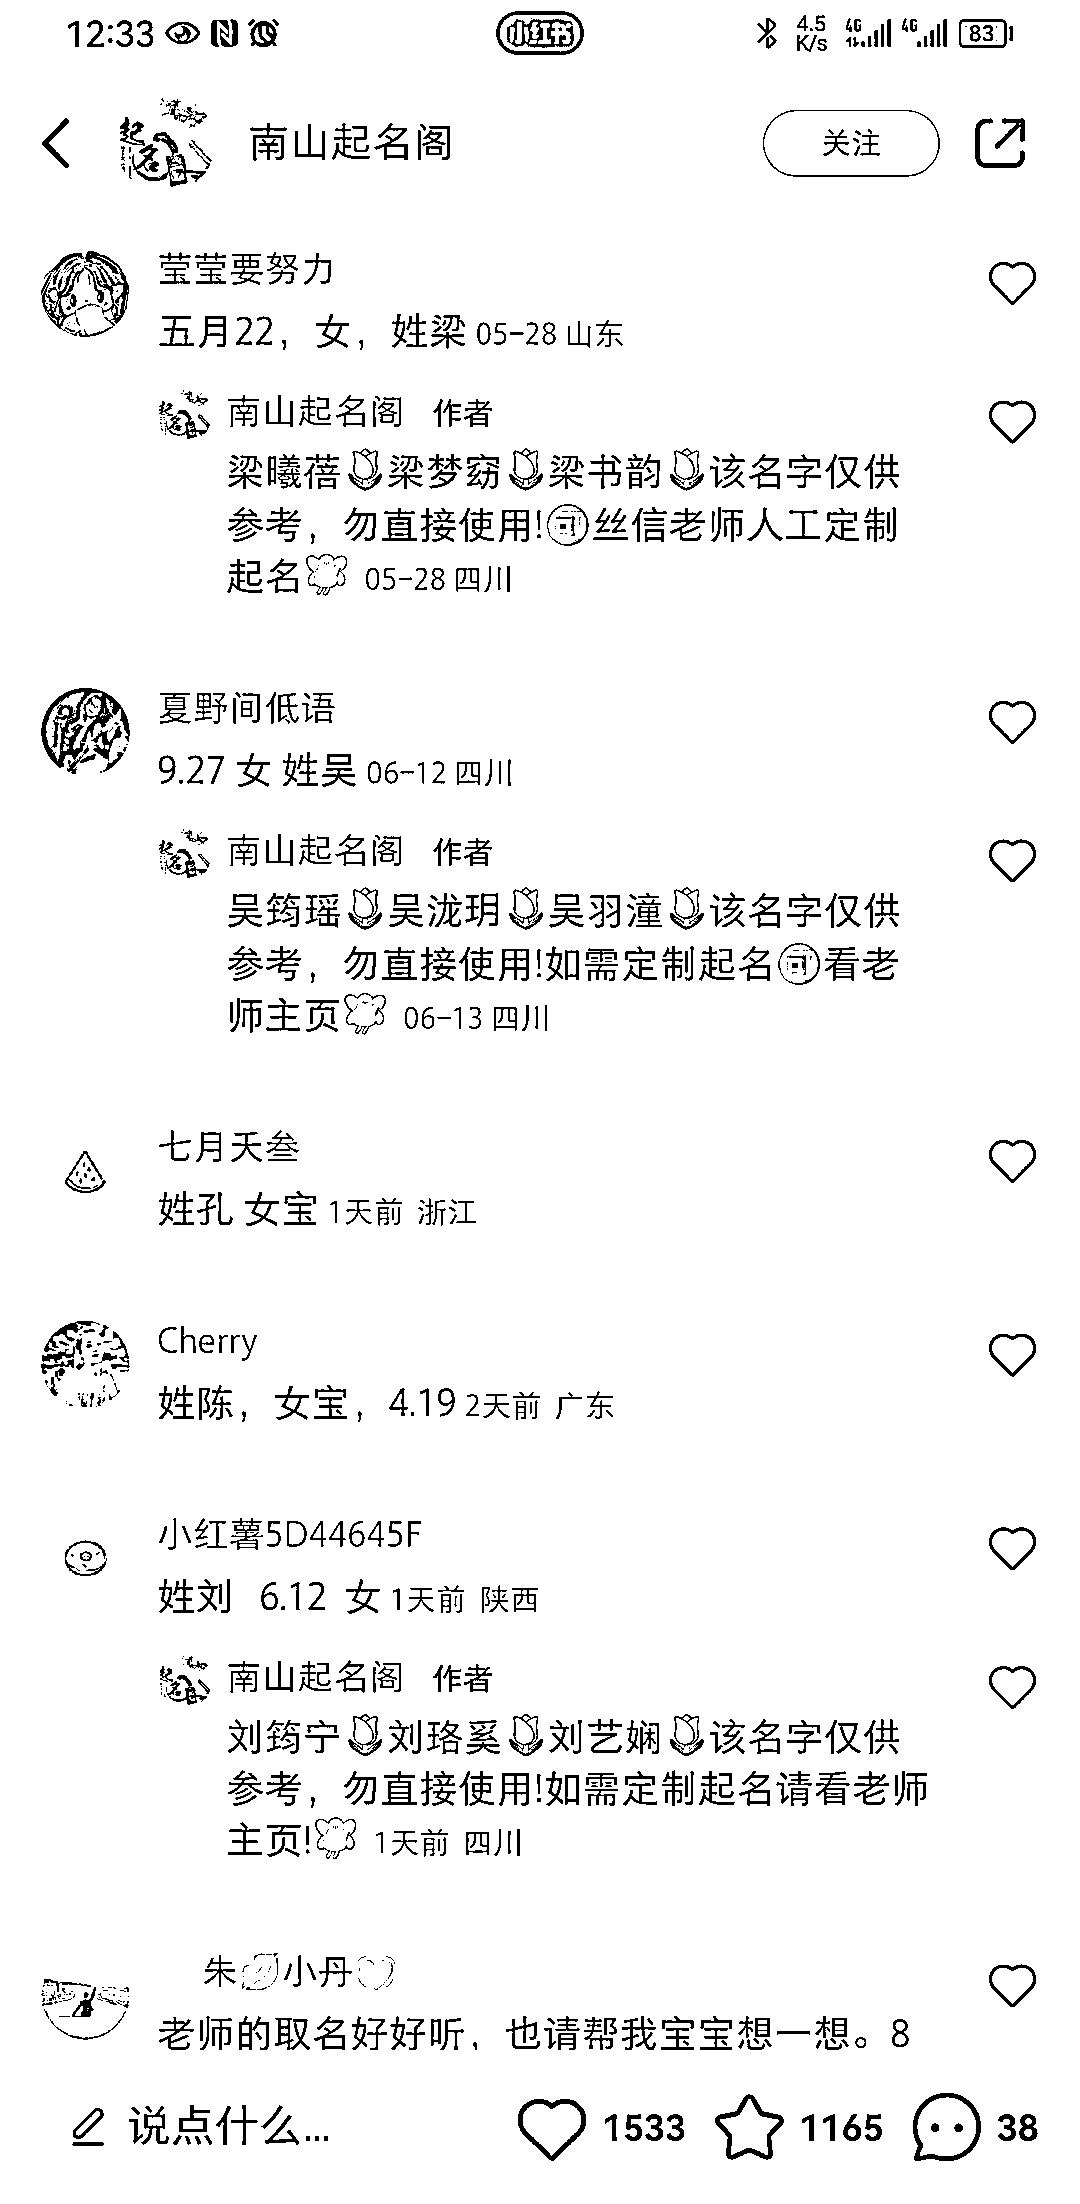 12:33
小红书
4.5 K/s 4G 4G 83
起名
南山起名阁
关注
莹莹要努力
五月22，女，姓梁 05-28 山东
南山起名阁 作者
梁曦蓓🌷梁梦窈🌷梁书韵🌷该名字仅供
参考，勿直接使用!🉑丝信老师人工定制
起名 05-28 四川
夏野间低语
9.27 女 姓吴 06-12 四川
南山起名阁 作者
吴筠瑶🌷吴泷玥🌷吴羽潼🌷该名字仅供
参考，勿直接使用!如需定制起名🉑看老
师主页 06-13 四川
七月天叁
姓孔 女宝 1天前 浙江
Cherry
姓陈，女宝，4.19 2天前 广东
小红薯5D44645F
姓刘 6.12 女 1天前 陕西
南山起名阁 作者
刘筠宁🌷刘珞奚🌷刘艺娴🌷该名字仅供
参考，勿直接使用!如需定制起名请看老师
主页! 1天前 四川
朱小丹
老师的取名好好听，也请帮我宝宝想一想。8
说点什么...
1533
1165
38